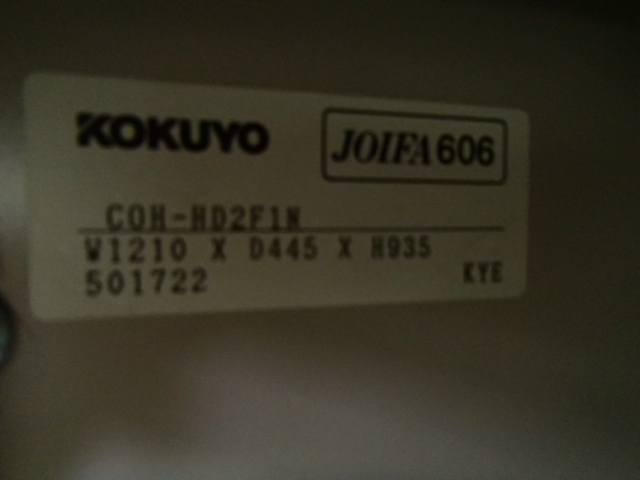 KOKUYO
JOIFA 606
COH-HD2F1N
W1210 X D445 X H935
501722
KYE